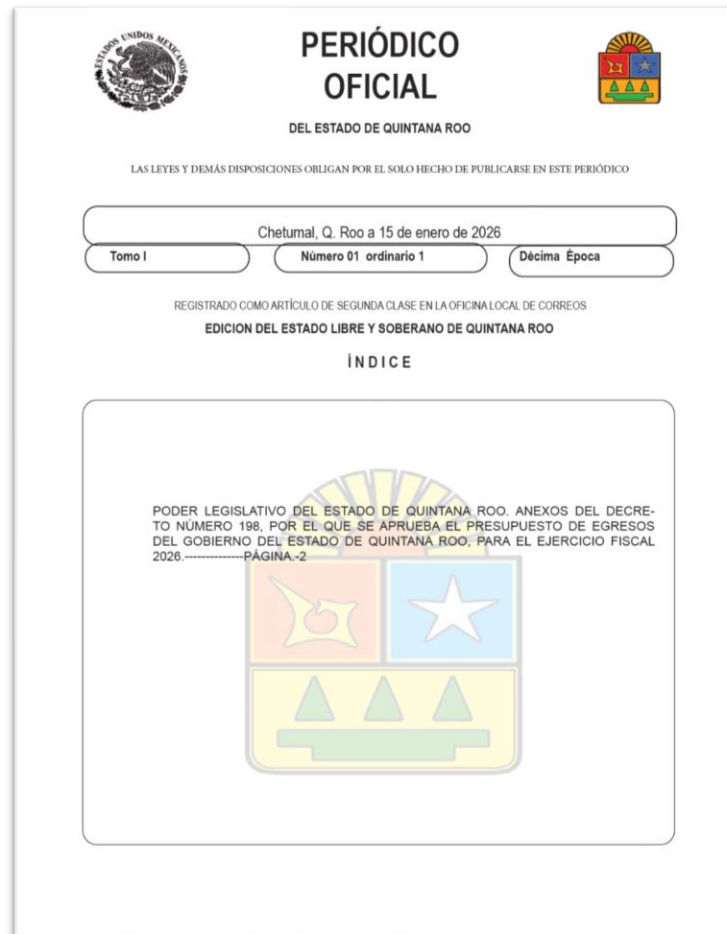 ESTADOS UNIDOS MEXICANOS
PERIÓDICO
OFICIAL
DEL ESTADO DE QUINTANA ROO
LAS LEYES Y DEMÁS DISPOSICIONES OBLIGAN POR EL SOLO HECHO DE PUBLICARSE EN ESTE PERIÓDICO
Chetumal, Q. Roo a 15 de enero de 2026
Tomo I Número 01 ordinario 1 Décima Época
REGISTRADO COMO ARTÍCULO DE SEGUNDA CLASE EN LA OFICINA LOCAL DE CORREOS
EDICION DEL ESTADO LIBRE Y SOBERANO DE QUINTANA ROO
ÍNDICE
PODER LEGISLATIVO DEL ESTADO DE QUINTANA ROO. ANEXOS DEL DECRE-
TO NÚMERO 198, POR EL QUE SE APRUEBA EL PRESUPUESTO DE EGRESOS
DEL GOBIERNO DEL ESTADO DE QUINTANA ROO, PARA EL EJERCICIO FISCAL
2026.--------------PÁGINA.-2